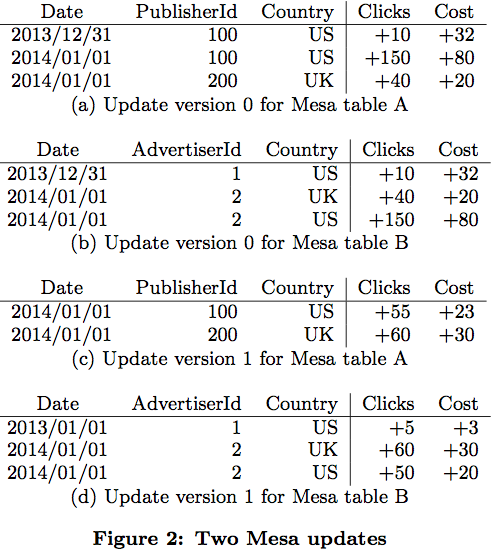 Date PublisherId Country Clicks Cost
2013/12/31 100 US +10 +32
2014/01/01 100 US +150 +80
2014/01/01 200 UK +40 +20
(a) Update version 0 for Mesa table A
Date AdvertiserId Country Clicks Cost
2013/12/31 1 US +10 +32
2014/01/01 2 UK +40 +20
2014/01/01 2 US +150 +80
(b) Update version 0 for Mesa table B
Date PublisherId Country Clicks Cost
2014/01/01 100 US +55 +23
2014/01/01 200 UK +60 +30
(c) Update version 1 for Mesa table A
Date AdvertiserId Country Clicks Cost
2013/01/01 1 US +5 +3
2014/01/01 2 UK +60 +30
2014/01/01 2 US +50 +20
(d) Update version 1 for Mesa table B
Figure 2: Two Mesa updates